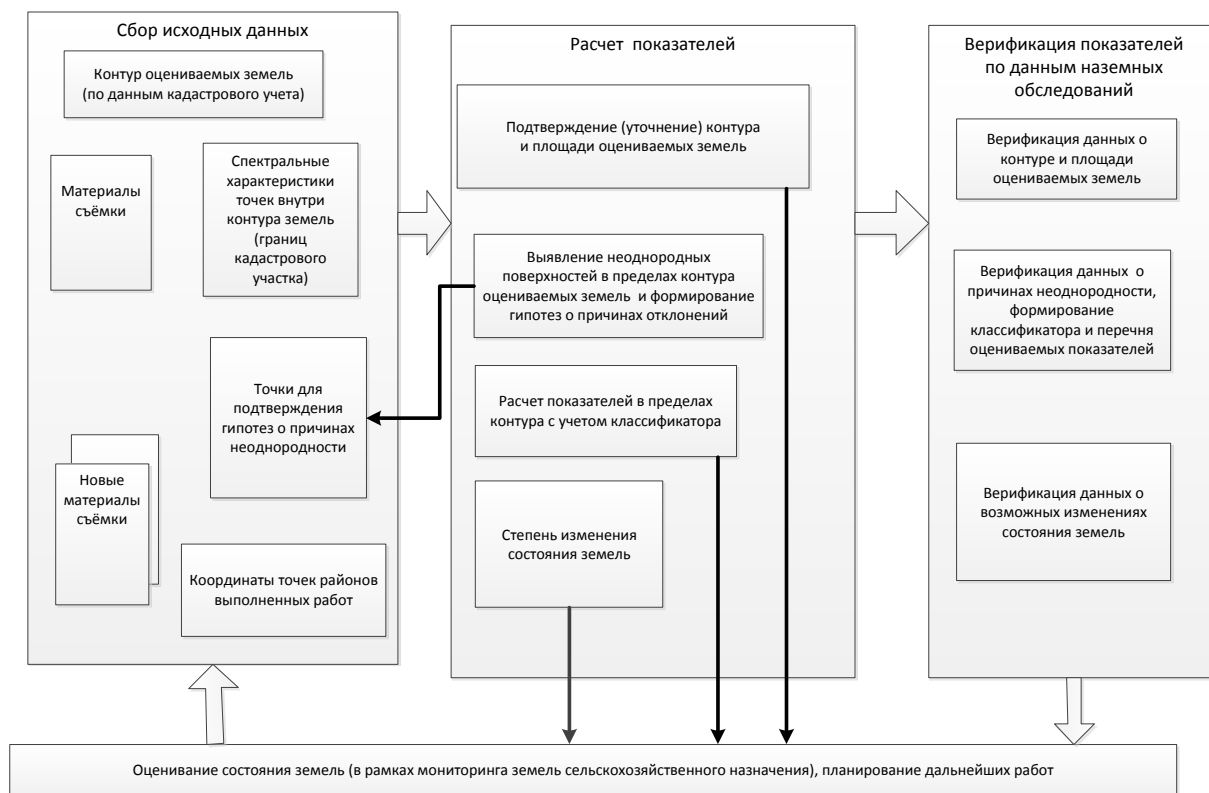 Сбор исходных данных
Контур оцениваемых земель
(по данным кадастрового учета)
Материалы
съёмки
Спектральные
характеристики
точек внутри
контура земель
(границ
кадастрового
участка)
Точки для
подтверждения
гипотез о причинах
неоднородности
Новые
материалы
съёмки
Координаты точек районов
выполненных работ
Расчет показателей
Подтверждение (уточнение) контура
и площади оцениваемых земель
Выявление неоднородных
поверхностей в пределах контура
оцениваемых земель и формирование
гипотез о причинах отклонений
Расчет показателей в пределах
контура с учетом классификатора
Степень изменения
состояния земель
Верификация показателей
по данным наземных
обследований
Верификация данных о
контуре и площади
оцениваемых земель
Верификация данных о
причинах неоднородности,
формирование
классификатора и перечня
оцениваемых показателей
Верификация данных о
возможных изменениях
состояния земель
Оценивание состояния земель (в рамках мониторинга земель сельскохозяйственного назначения), планирование дальнейших работ